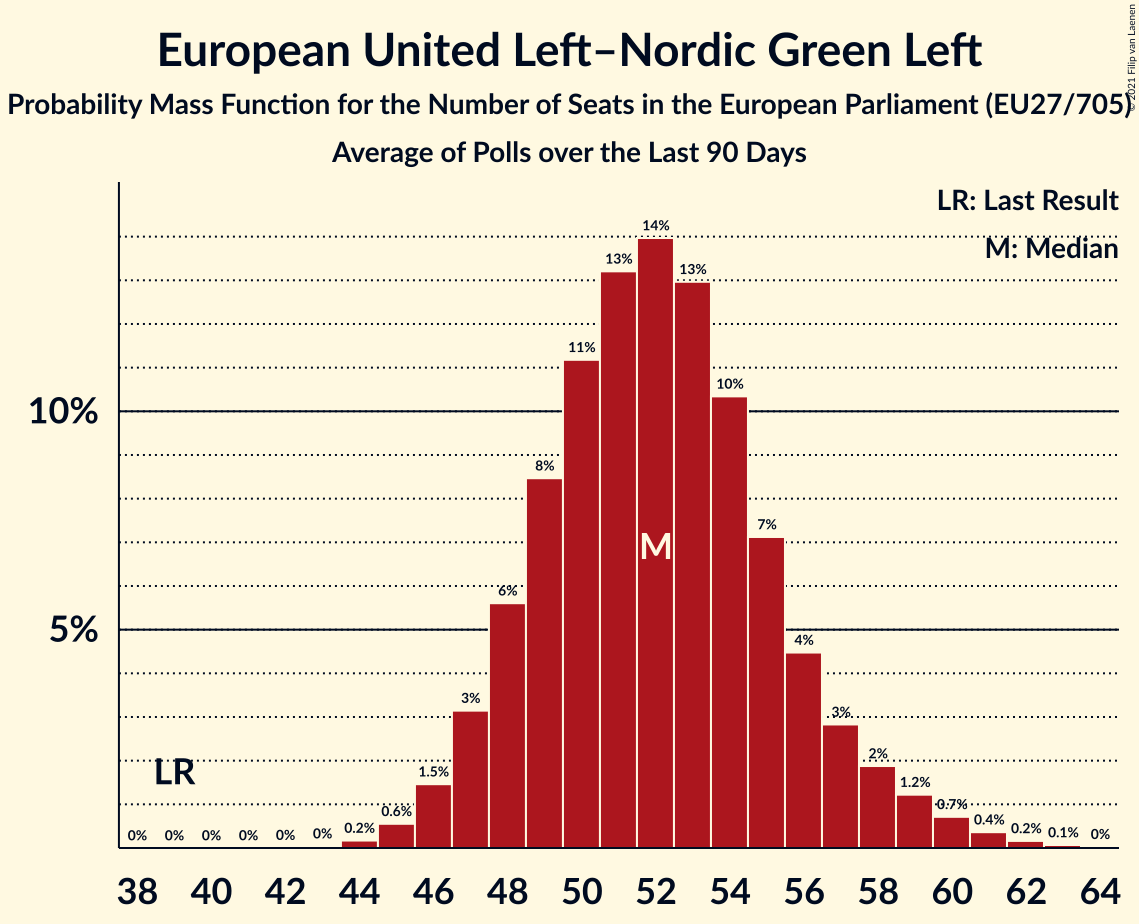 European United Left–Nordic Green Left
Probability Mass Function for the Number of Seats in the European Parliament (EU27/705)
Average of Polls over the Last 90 Days
© 2021 Filip van Laenen
LR: Last Result
M: Median
10%
5%
LR
M
0% 0% 0% 0% 0% 0% 0.2% 0.6% 1.5% 3% 6% 8% 11% 13% 14% 13% 10% 7% 4% 3% 2% 1.2% 0.7% 0.4% 0.2% 0.1% 0%
38 40 42 44 46 48 50 52 54 56 58 60 62 64